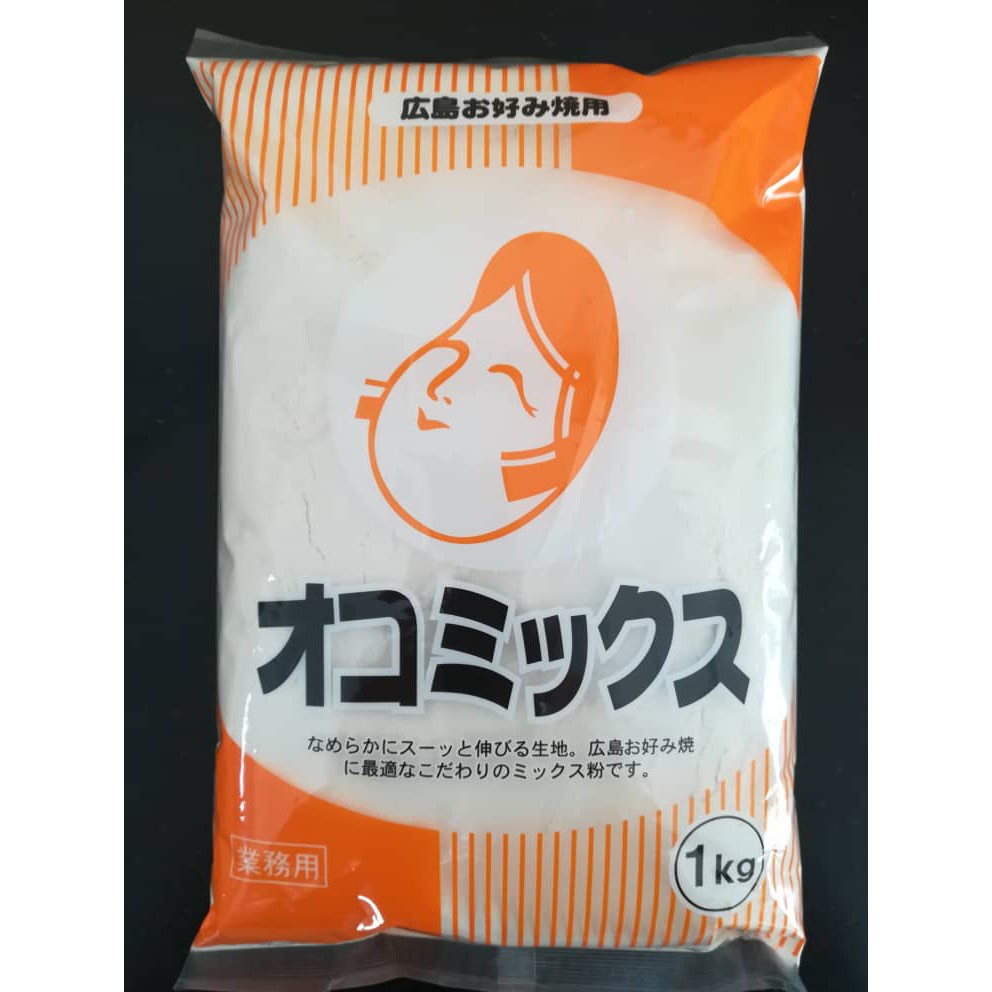 広島お好み焼用
オコミックス
なめらかにスーッと伸びる生地。広島お好み焼
に最適なこだわりのミックス粉です。
業務用
1kg